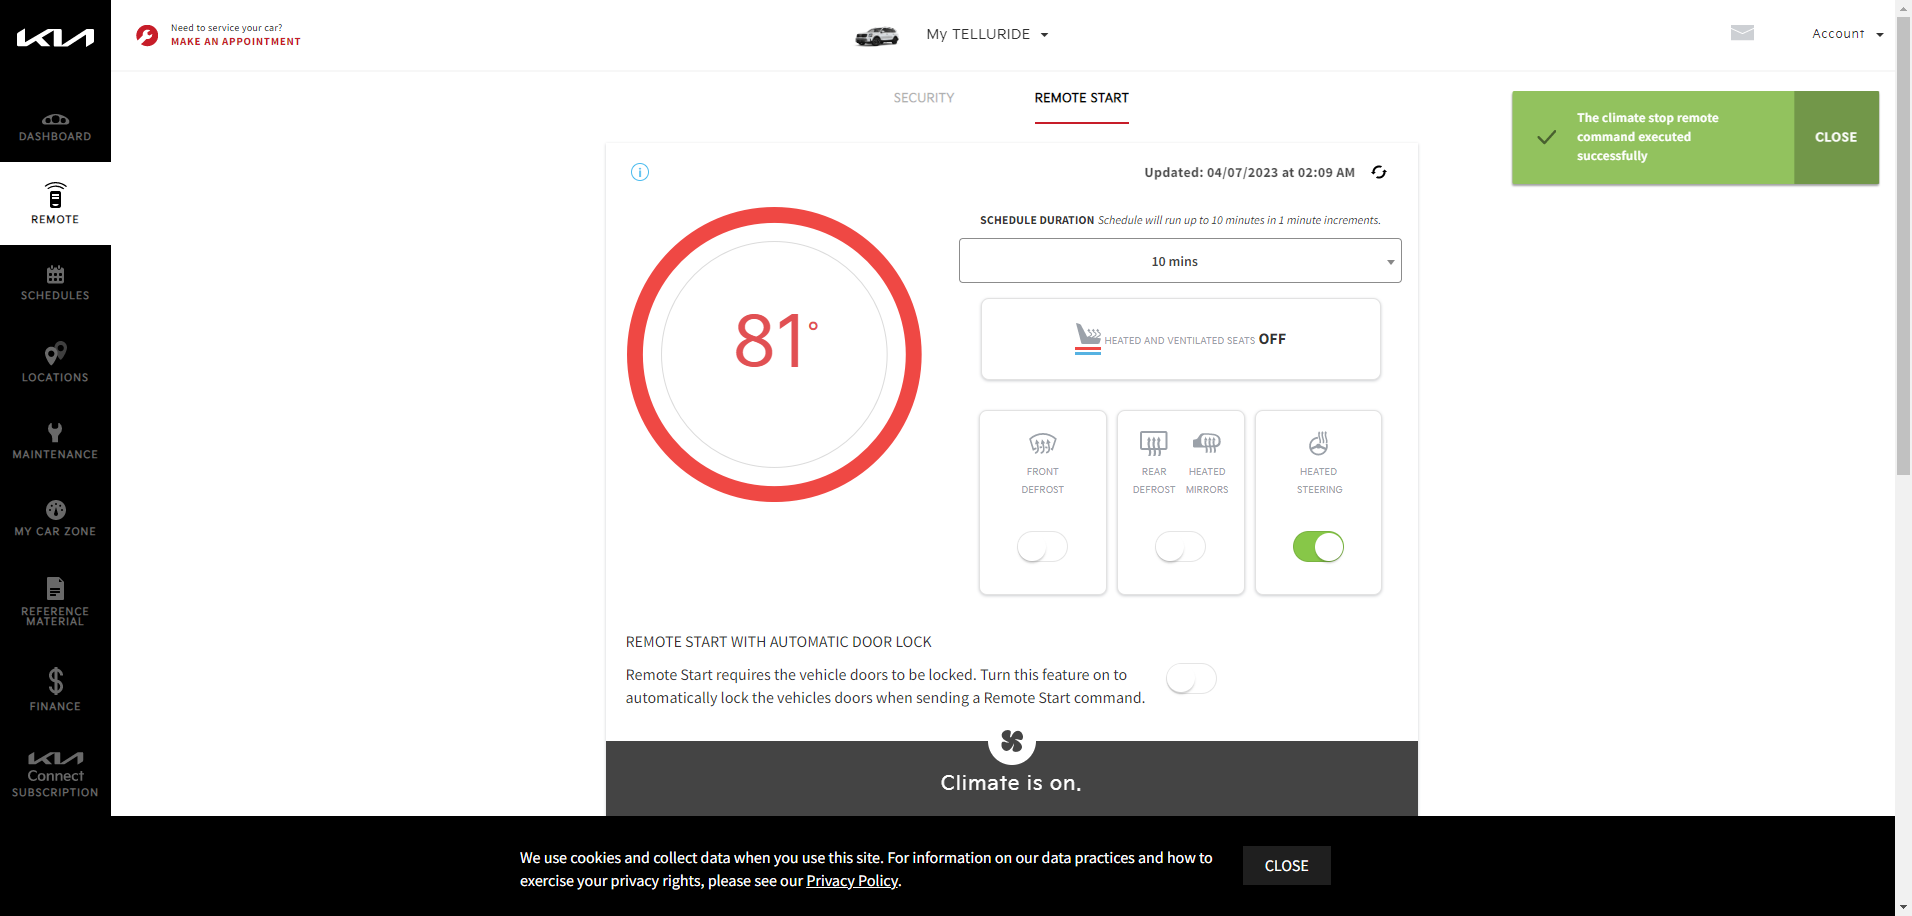 KIA
Need to service your car?
MAKE AN APPOINTMENT
My TELLURIDE
Account
DASHBOARD
REMOTE
SCHEDULES
LOCATIONS
MAINTENANCE
MY CAR ZONE
REFERENCE
MATERIAL
FINANCE
KIA
Connect
SUBSCRIPTION
SECURITY
REMOTE START
The climate stop remote
command executed
successfully
CLOSE
Updated: 04/07/2023 at 02:09 AM
81°
SCHEDULE DURATION Schedule will run up to 10 minutes in 1 minute increments.
10 mins
HEATED AND VENTILATED SEATS OFF
FRONT
DEFROST
REAR
DEFROST
HEATED
MIRRORS
HEATED
STEERING
REMOTE START WITH AUTOMATIC DOOR LOCK
Remote Start requires the vehicle doors to be locked. Turn this feature on to
automatically lock the vehicles doors when sending a Remote Start command.
Climate is on.
We use cookies and collect data when you use this site. For information on our data practices and how to
exercise your privacy rights, please see our Privacy Policy.
CLOSE